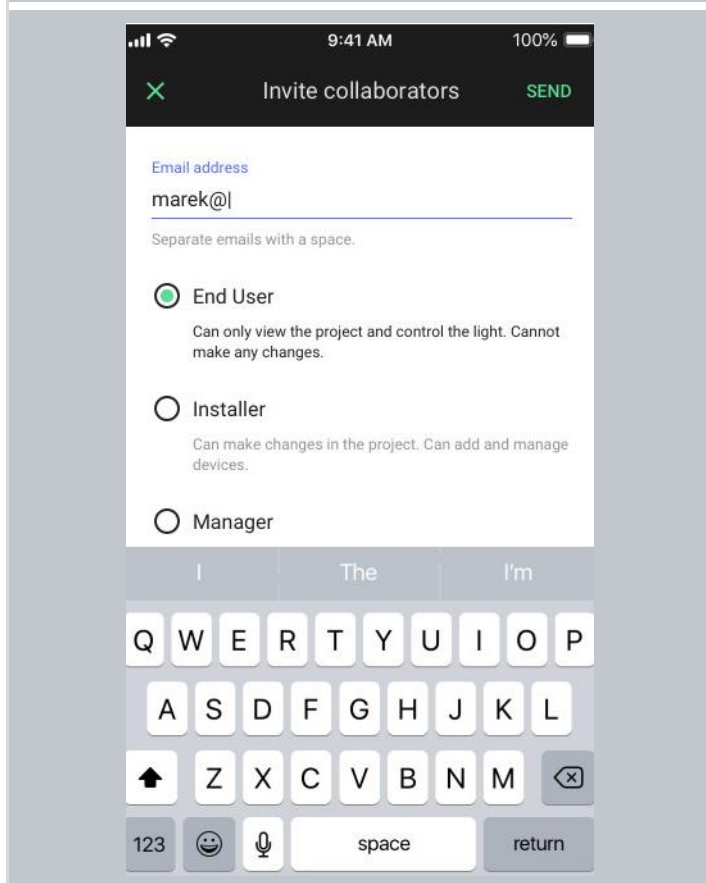 9:41 AM 100%
Invite collaborators SEND
Email address
marek@
Separate emails with a space.
End User
Can only view the project and control the light. Cannot
make any changes.
Installer
Can make changes in the project. Can add and manage
devices.
Manager
I The I'm
Q W E R T Y U I O P
A S D F G H J K L
Z X C V B N M
123 space return